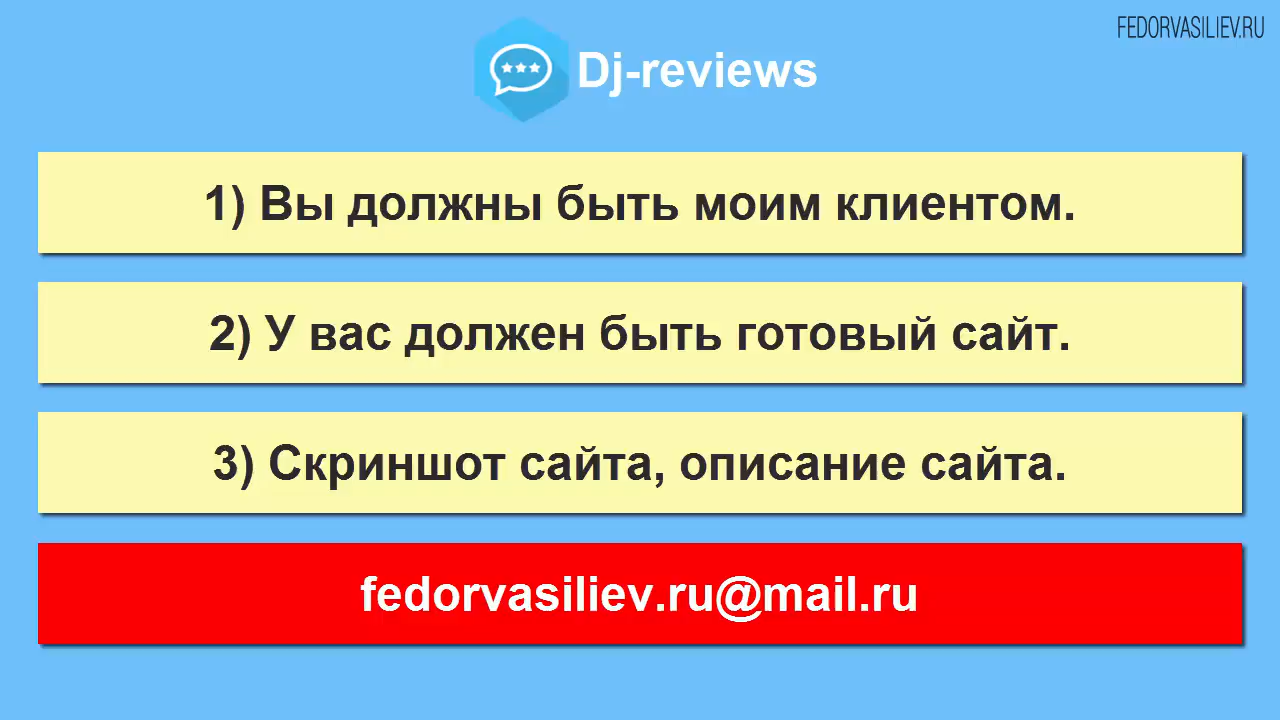 FEDORVASILIEV.RU
Dj-reviews
1) Вы должны быть моим клиентом.
2) У вас должен быть готовый сайт.
3) Скриншот сайта, описание сайта.
fedorvasiliev.ru@mail.ru